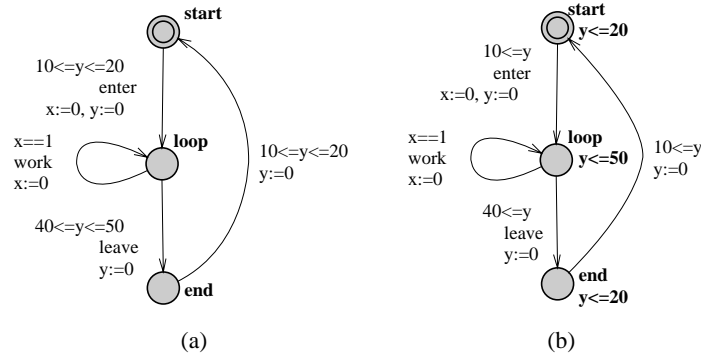 start
10<=y<=20
enter
x:=0, y:=0
loop
x==1
work
x:=0
10<=y<=20
y:=0
40<=y<=50
leave
y:=0
end
(a)
start
y<=20
10<=y
enter
x:=0, y:=0
loop
y<=50
x==1
work
x:=0
10<=y
y:=0
40<=y
leave
y:=0
end
y<=20
(b)